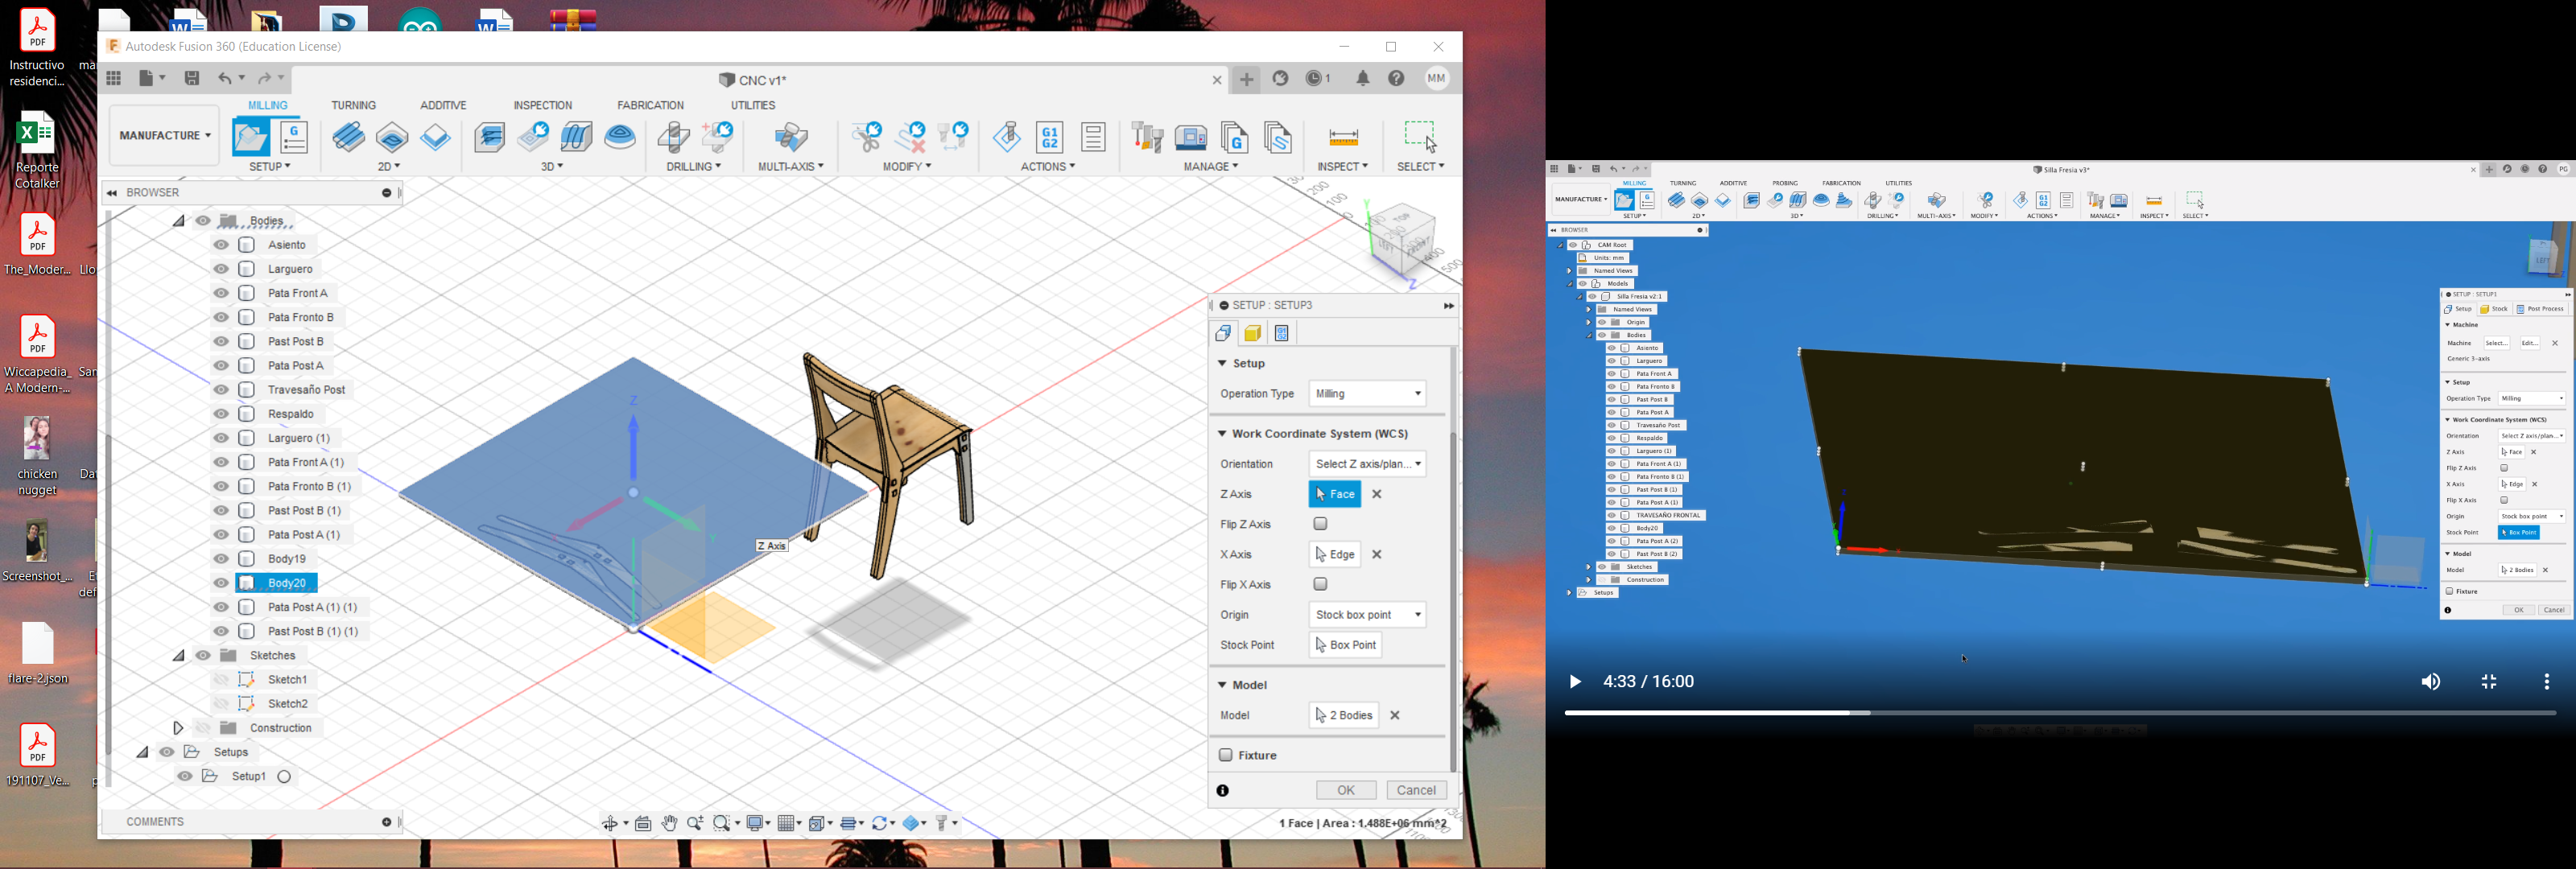 Instructivo
residenci...
Reporte
Cotalker
The_Moder...
Wiccapedia_
A Modern-...
chicken
nugget
Screenshot_...
flare-2.json
191107_Ve...
Autodesk Fusion 360 (Education License)
CNC v1*
1
MM
MILLING TURNING ADDITIVE INSPECTION FABRICATION UTILITIES
MANUFACTURE
SETUP 2D 3D DRILLING MULTI-AXIS MODIFY ACTIONS MANAGE INSPECT SELECT
BROWSER
Bodies
Asiento
Larguero
Pata Front A
Pata Fronto B
Past Post B
Pata Post A
Travesaño Post
Respaldo
Larguero (1)
Pata Front A (1)
Pata Fronto B (1)
Past Post B (1)
Pata Post A (1)
Body19
Body20
Pata Post A (1) (1)
Past Post B (1) (1)
Sketches
Sketch1
Sketch2
Construction
Setups
Setup1
COMMENTS
Z
Z Axis
SETUP : SETUP3
Setup
Operation Type Milling
Work Coordinate System (WCS)
Orientation Select Z axis/plan...
Z Axis Face
Flip Z Axis
X Axis Edge
Flip X Axis
Origin Stock box point
Stock Point Box Point
Model
Model 2 Bodies
Fixture
OK Cancel
1 Face | Area : 1.488E+06 mm^2
Silla Fresia v3*
PG
MILLING TURNING ADDITIVE PROBING FABRICATION UTILITIES
MANUFACTURE
SETUP 2D 3D DRILLING MULTI-AXIS MODIFY ACTIONS MANAGE INSPECT SELECT
BROWSER
CAM Root
Units: mm
Named Views
Models
Silla Fresia v2:1
Named Views
Origin
Bodies
Asiento
Larguero
Pata Front A
Pata Fronto B
Past Post B
Pata Post A
Travesaño Post
Respaldo
Larguero (1)
Pata Front A (1)
Pata Fronto B (1)
Past Post B (1)
Pata Post A (1)
TRAVESAÑO FRONTAL
Body20
Pata Post A (2)
Past Post B (2)
Sketches
Construction
Setups
LEFT
SETUP : SETUP3
Setup Stock Post Process
Machine
Machine Select... Edit...
Generic 3-axis
Setup
Operation Type Milling
Work Coordinate System (WCS)
Orientation Select Z axis/plan...
Z Axis Face
Flip Z Axis
X Axis Edge
Flip X Axis
Origin Stock box point
Stock Point Box Point
Model
Model 2 Bodies
Fixture
OK Cancel
4:33 / 16:00